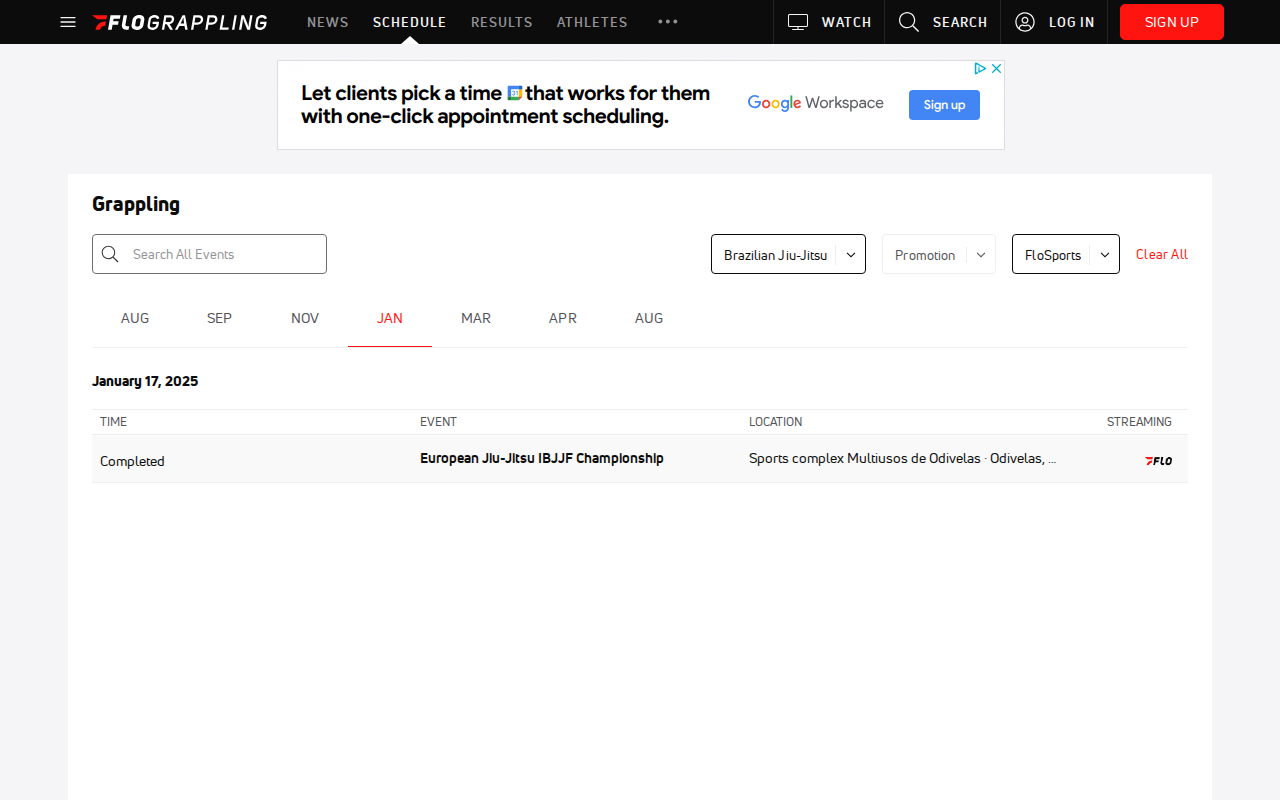 FLOGRAPPLING NEWS SCHEDULE RESULTS ATHLETES WATCH SEARCH LOG IN SIGN UP
Let clients pick a time 31 that works for them
with one-click appointment scheduling.
Google Workspace
Sign up
Grappling
Search All Events
Brazilian Jiu-Jitsu
Promotion
FloSports
Clear All
AUG SEP NOV JAN MAR APR AUG
January 17, 2025
TIME EVENT LOCATION STREAMING
Completed European Jiu-Jitsu IBJJF Championship Sports complex Multiusos de Odivelas · Odivelas, ... FLO